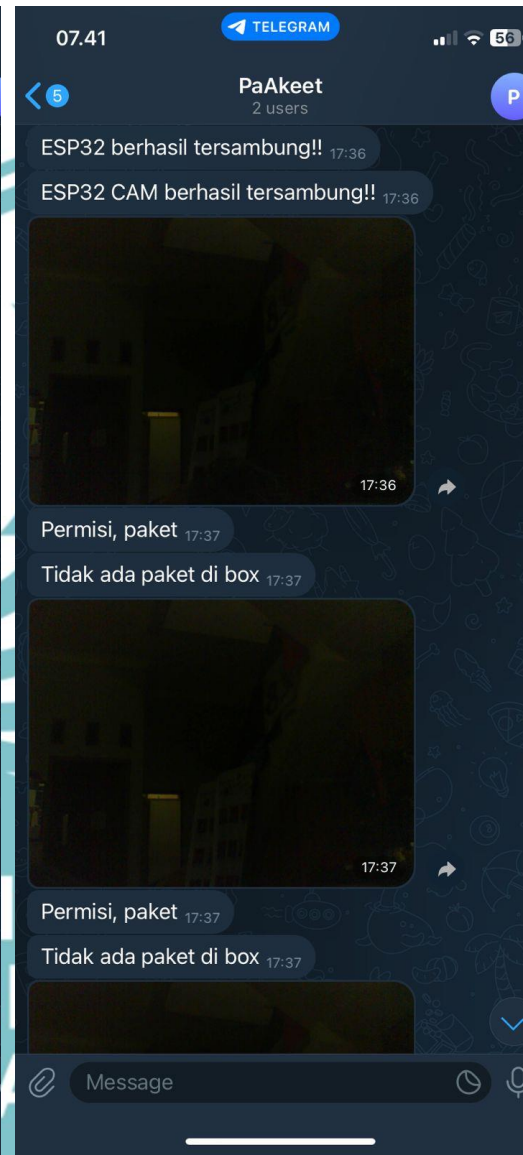 07.41
TELEGRAM
56
5
PaAkeet
2 users
P
ESP32 berhasil tersambung!! 17:36
ESP32 CAM berhasil tersambung!! 17:36
17:36
Permisi, paket 17:37
Tidak ada paket di box 17:37
17:37
Permisi, paket 17:37
Tidak ada paket di box 17:37
Message